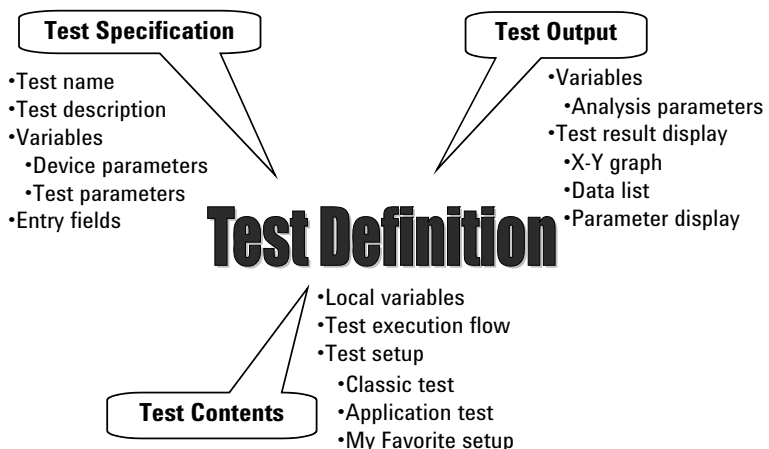 Test Specification
•Test name
•Test description
•Variables
•Device parameters
•Test parameters
•Entry fields
Test Output
•Variables
•Analysis parameters
•Test result display
•X-Y graph
•Data list
•Parameter display
Test Definition
•Local variables
•Test execution flow
•Test setup
•Classic test
•Application test
•My Favorite setup
Test Contents